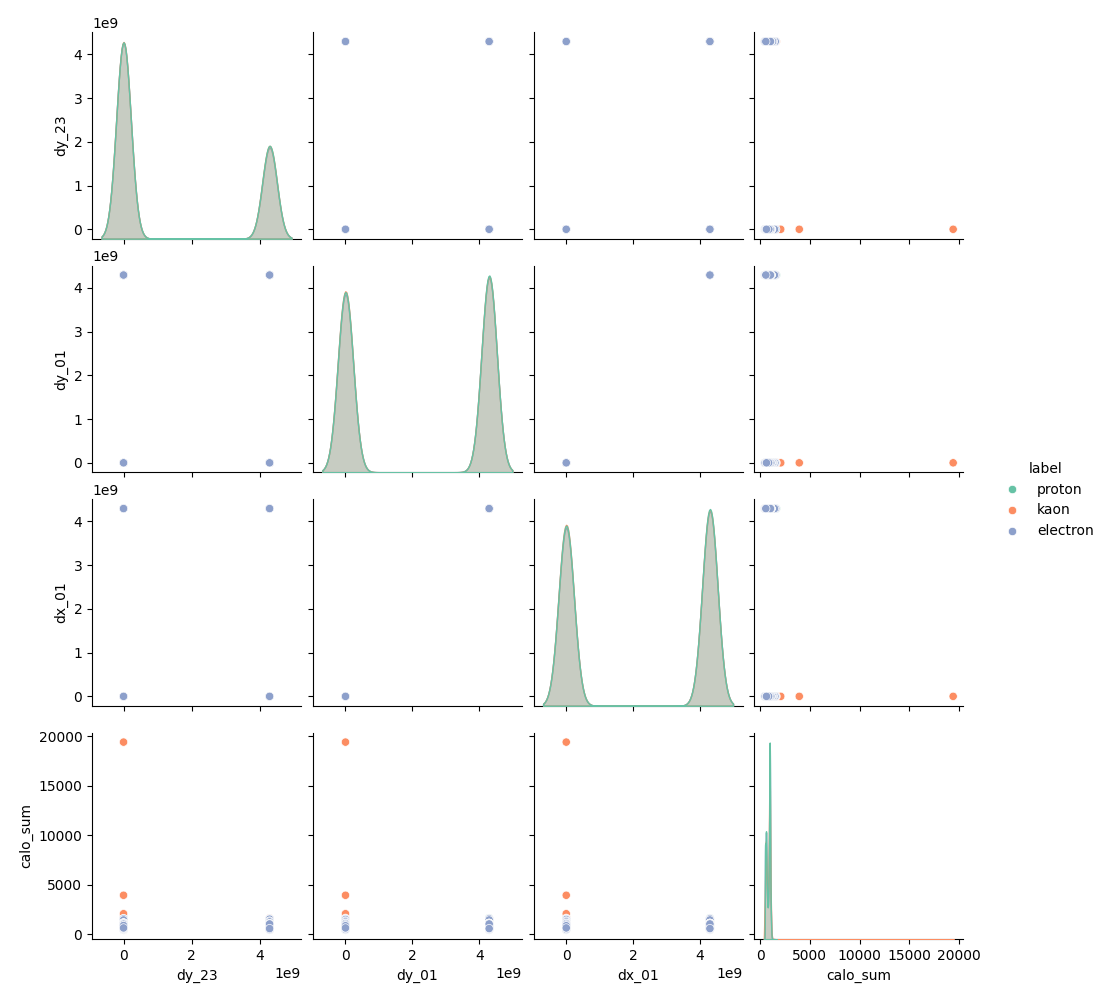 1e9
dy_23
4
3
2
1
0
1e9
dy_01
4
3
2
1
0
1e9
dx_01
4
3
2
1
0
label
proton
kaon
electron
calo_sum
20000
15000
10000
5000
0
0 2 4 1e9
dy_23
0 2 4 1e9
dy_01
0 2 4 1e9
dx_01
0 5000 10000 15000 20000
calo_sum